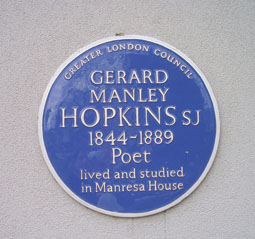 GREATER LONDON COUNCIL
GERARD
MANLEY
HOPKINS SJ
1844-1889
Poet
lived and studied
in Manresa House